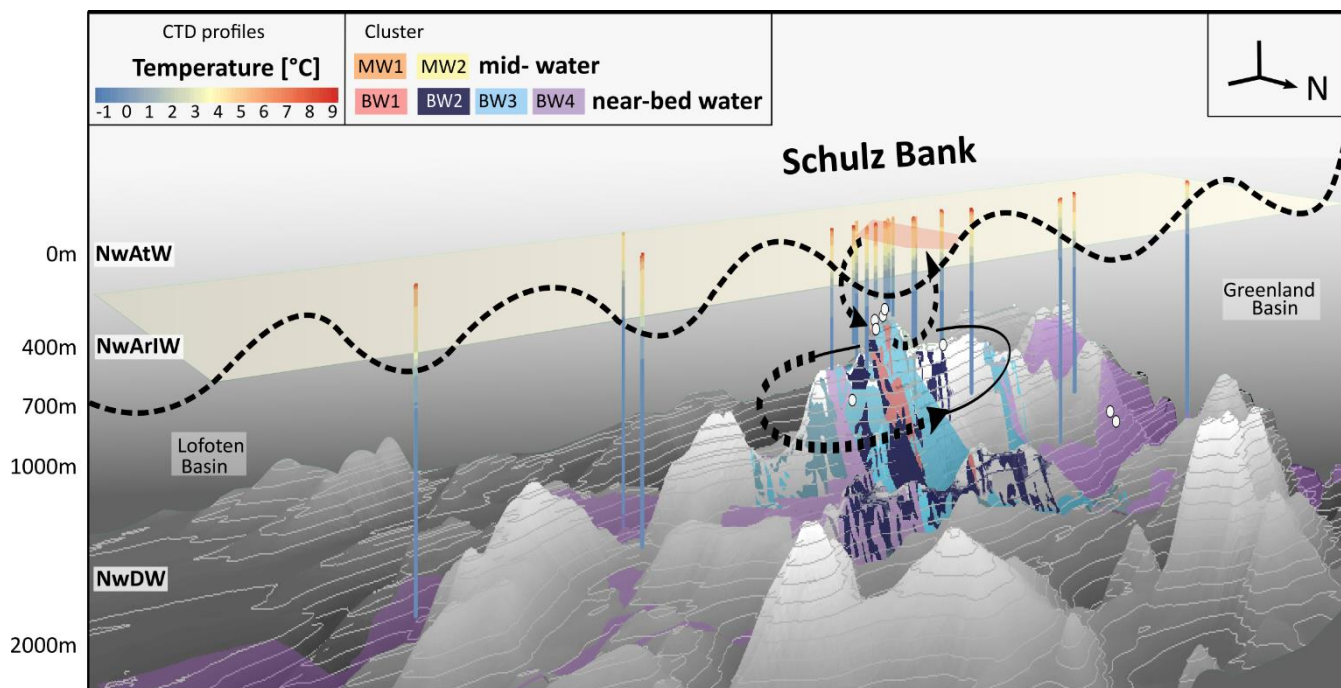 CTD profiles
Temperature [°C]
-1 0 1 2 3 4 5 6 7 8 9
Cluster
MW1 MW2 mid- water
BW1 BW2 BW3 BW4 near-bed water
N
Schulz Bank
0m NwAtW
Greenland
Basin
400m NwArIW
700m
Lofoten
Basin
1000m
NwDW
2000m